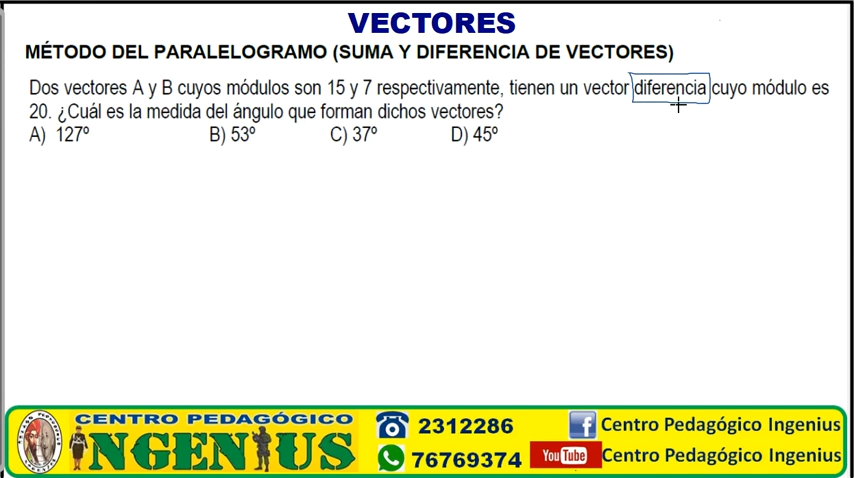 VECTORES
MÉTODO DEL PARALELOGRAMO (SUMA Y DIFERENCIA DE VECTORES)
Dos vectores A y B cuyos módulos son 15 y 7 respectivamente, tienen un vector diferencia cuyo módulo es
20. ¿Cuál es la medida del ángulo que forman dichos vectores?
A) 127º B) 53º C) 37º D) 45º
CENTRO PEDAGÓGICO
INGENIUS
2312286
76769374
Centro Pedagógico Ingenius
YouTube Centro Pedagógico Ingenius